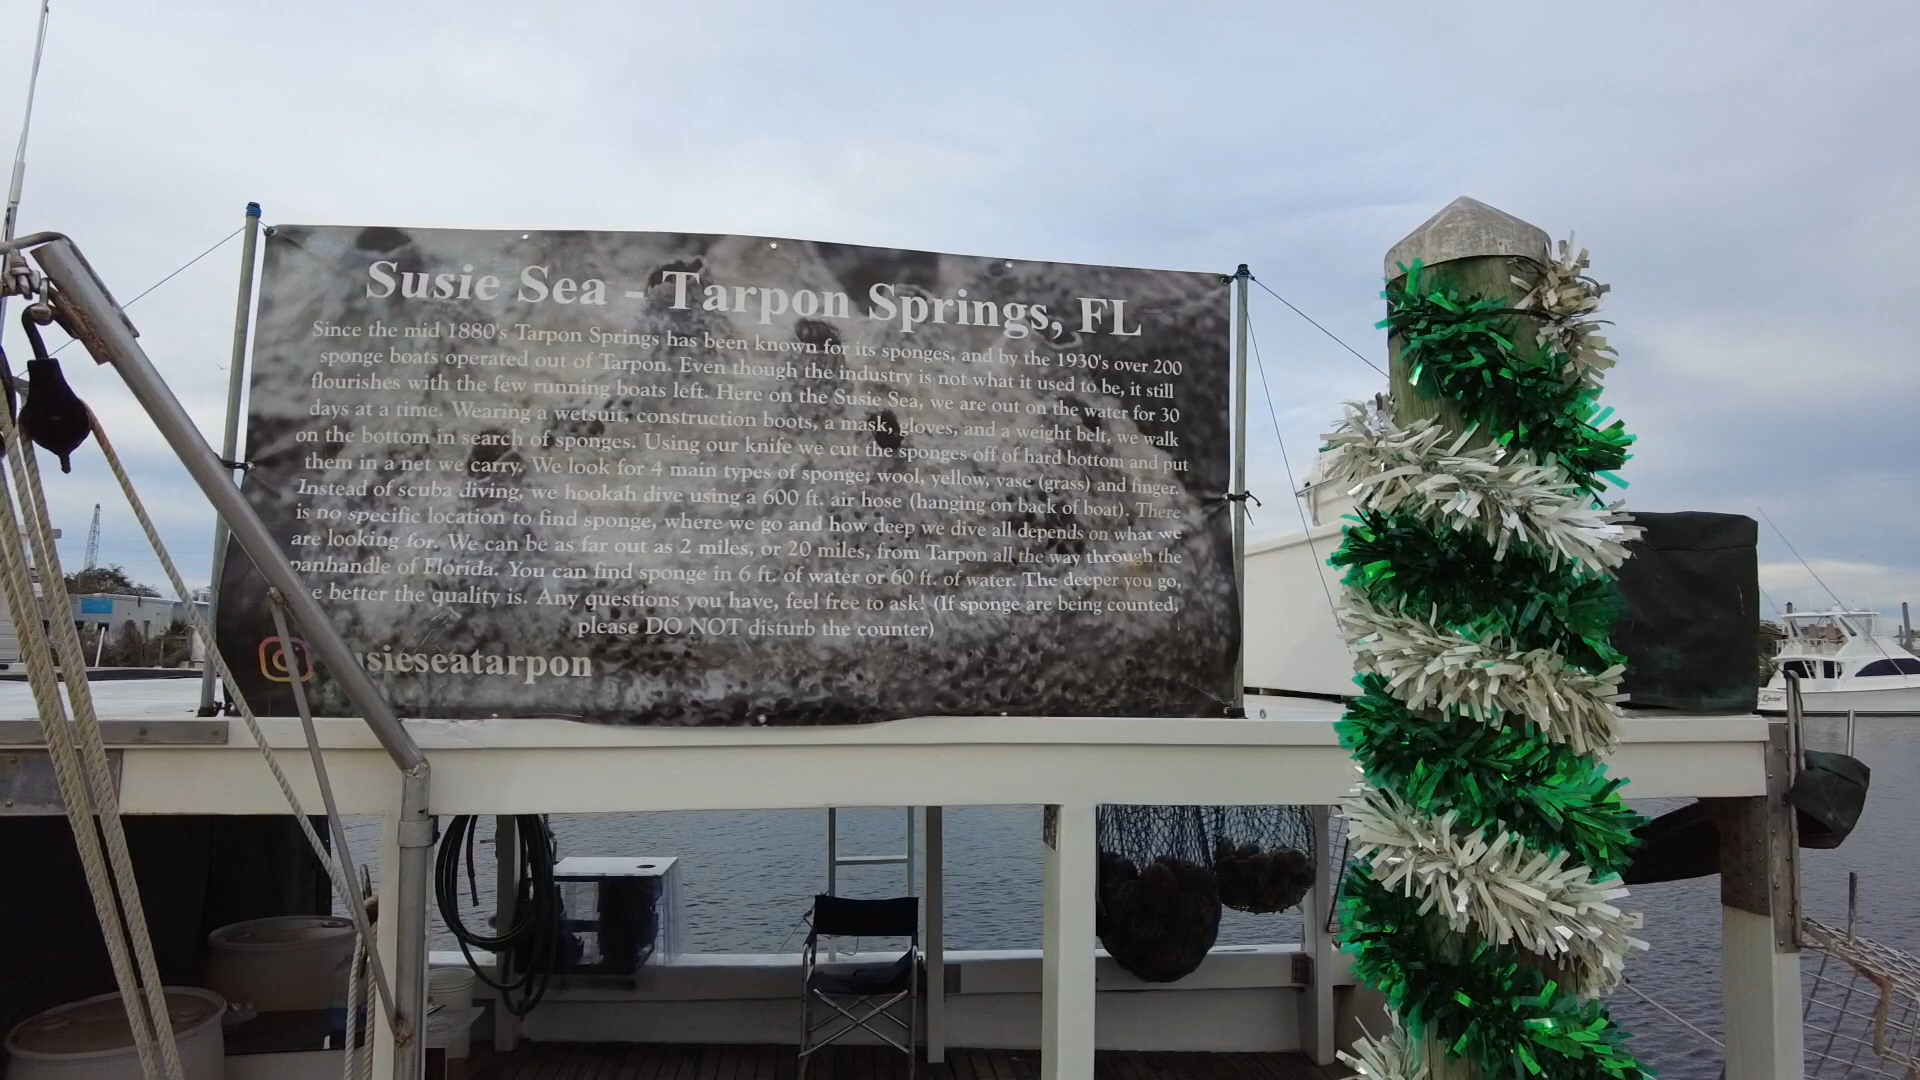 Susie Sea - Tarpon Springs, FL
Since the mid 1880's Tarpon Springs has been known for its sponges, and by the 1930's over 200
sponge boats operated out of Tarpon. Even though the industry is not what it used to be, it still
flourishes with the few running boats left. Here on the Susie Sea, we are out on the water for 30
days at a time. Wearing a wetsuit, construction boots, a mask, gloves, and a weight belt, we walk
on the bottom in search of sponges. Using our knife we cut the sponges off of hard bottom and put
them in a net we carry. We look for 4 main types of sponge; wool, yellow, vase (grass) and finger.
Instead of scuba diving, we hookah dive using a 600 ft. air hose (hanging on back of boat). There
is no specific location to find sponge, where we go and how deep we dive all depends on what we
are looking for. We can be as far out as 2 miles, or 20 miles, from Tarpon all the way through the
panhandle of Florida. You can find sponge in 6 ft. of water or 60 ft. of water. The deeper you go,
e better the quality is. Any questions you have, feel free to ask! (If sponge are being counted,
please DO NOT disturb the counter)
usieseatarpon